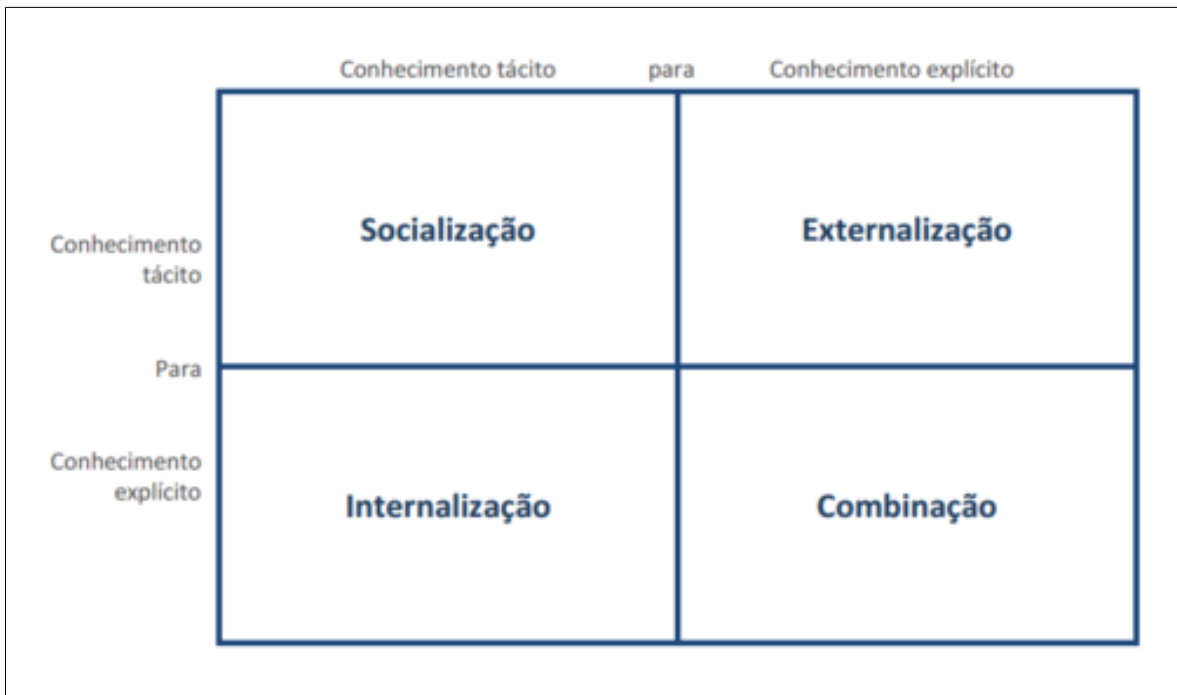 Conhecimento tácito para Conhecimento explícito
Socialização Externalização
Conhecimento
tácito
Para
Conhecimento
explícito
Internalização Combinação